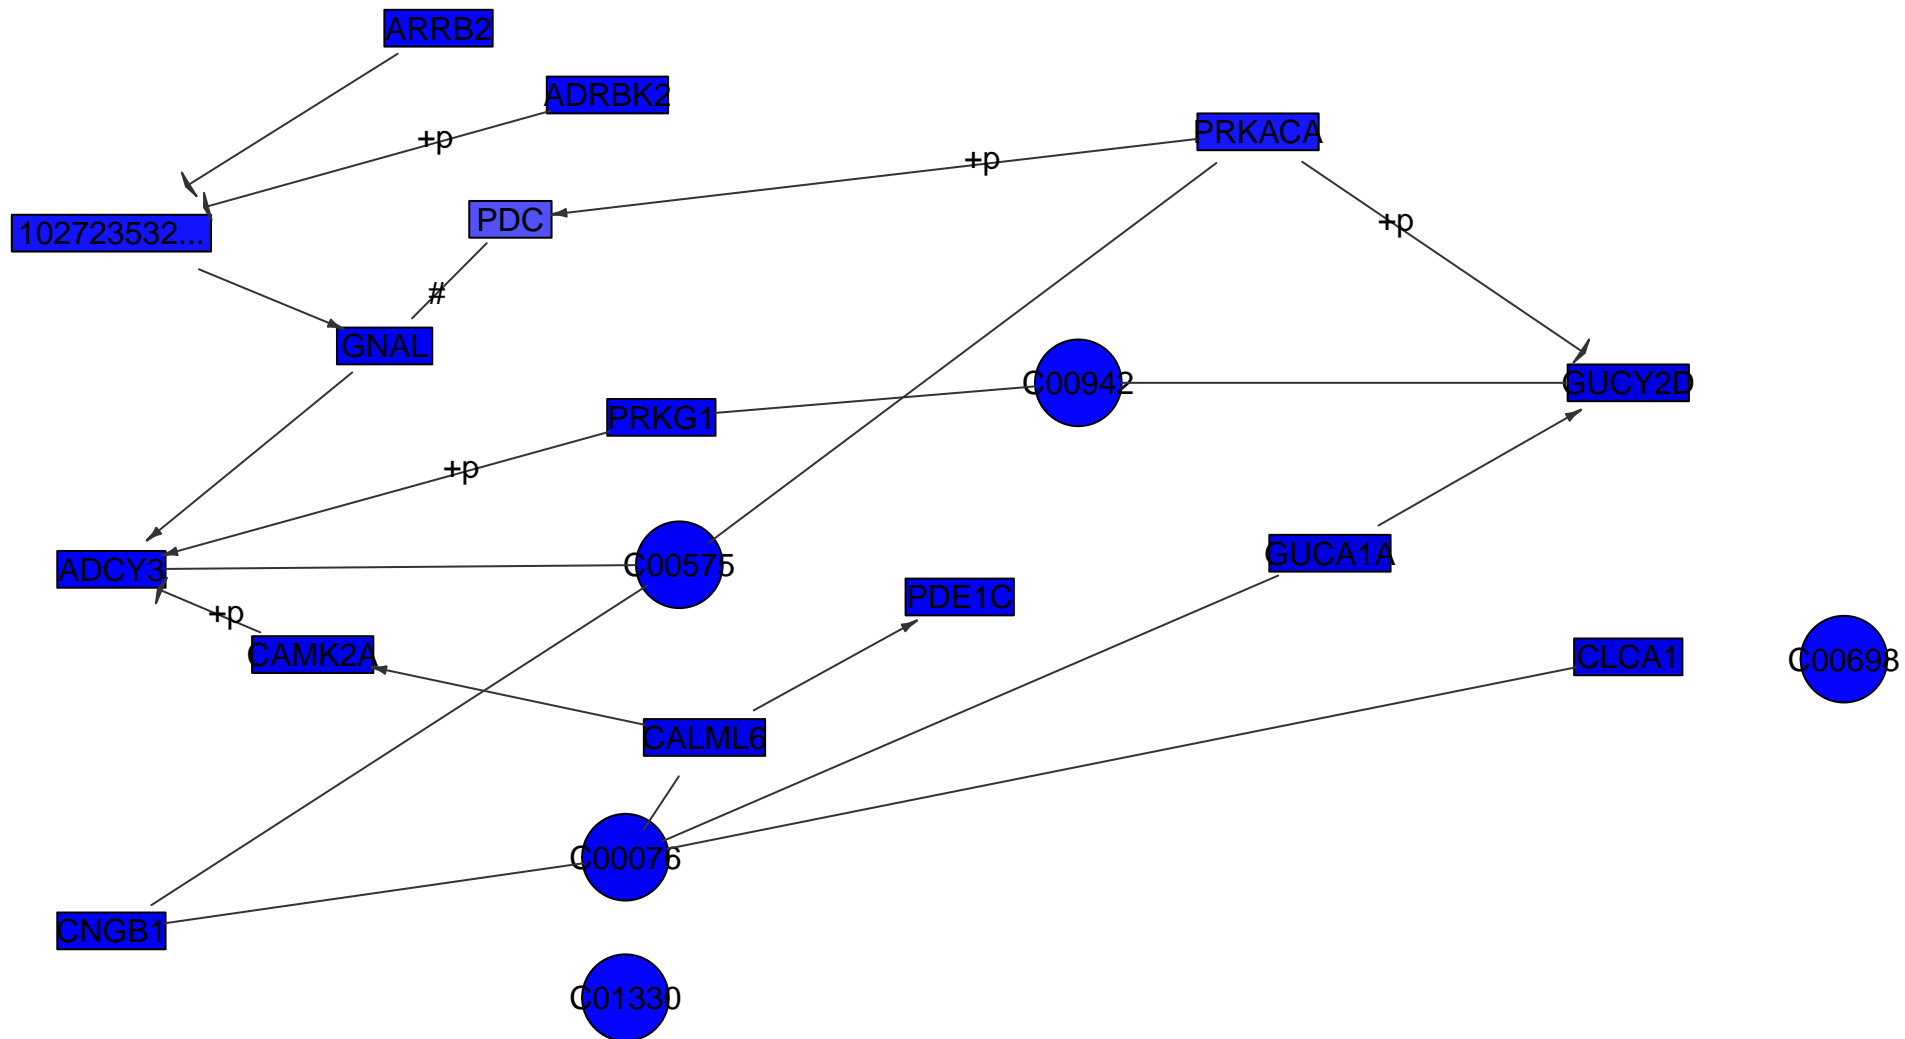 ARRB2
ADRBK2
PRKACA
+p
+p
PDC
+p
102723532...
#
GNAL
C00942
GUCY2D
PRKG1
+p
GUCA1A
C00575
ADCY3
PDE1C
+p
CAMK2A
CLCA1
C00698
CALML6
C00076
CNGB1
C01330